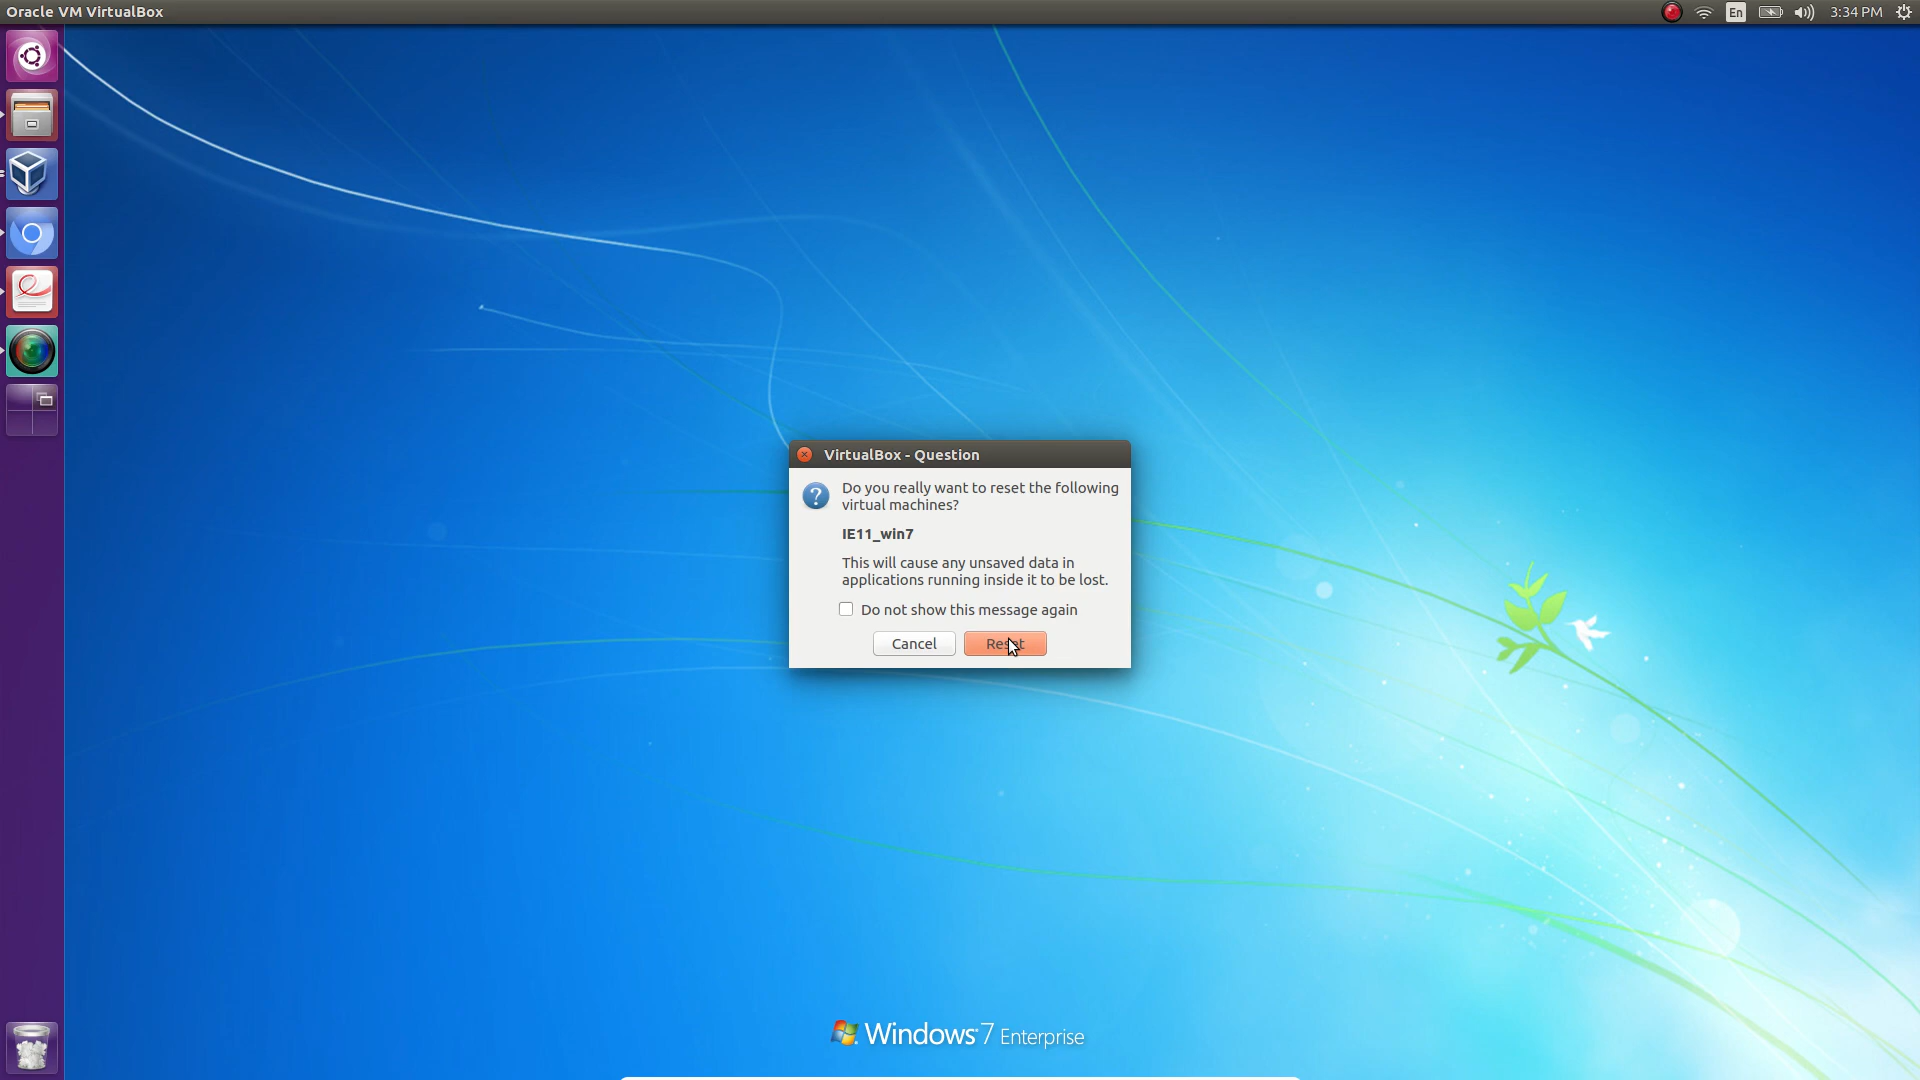 Oracle VM VirtualBox
En
3:34 PM
VirtualBox - Question
Do you really want to reset the following
virtual machines?
IE11_win7
This will cause any unsaved data in
applications running inside it to be lost.
Do not show this message again
Cancel
Reset
Windows 7 Enterprise